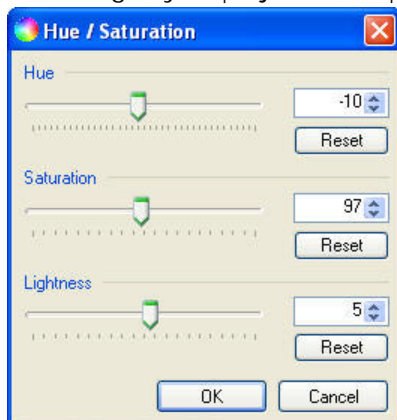 Hue / Saturation
Hue
-10
Reset
Saturation
97
Reset
Lightness
5
Reset
OK
Cancel